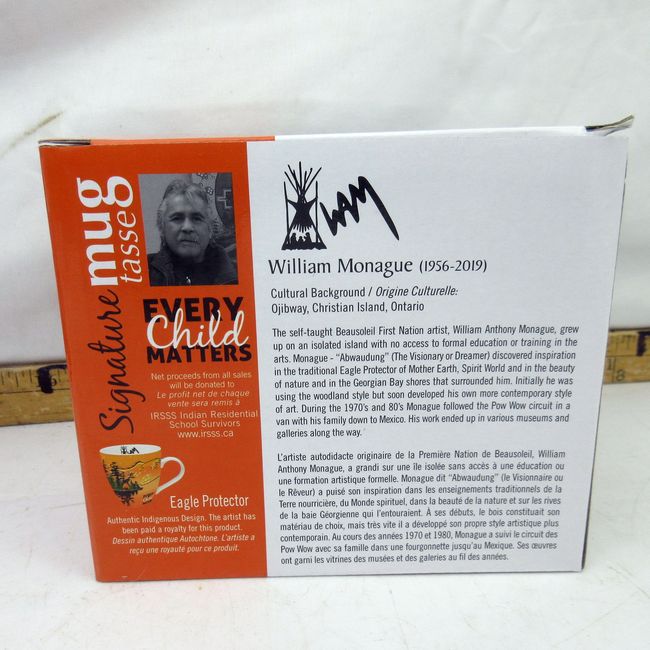 Signature
mug
tasse
EVERY
Child
MATTERS
Net proceeds from all sales
will be donated to
Le profit net de chaque
vente sera remis à
IRSSS Indian Residential
School Survivors
www.irsss.ca
Eagle Protector
Authentic Indigenous Design. The artist has
been paid a royalty for this product.
Dessin authentique Autochtone. L'artiste a
reçu une royauté pour ce produit.
WAM
William Monague (1956-2019)
Cultural Background / Origine Culturelle:
Ojibway, Christian Island, Ontario
The self-taught Beausoleil First Nation artist, William Anthony Monague, grew
up on an isolated island with no access to formal education or training in the
arts. Monague - "Abwaudung" (The Visionary or Dreamer) discovered inspiration
in the traditional Eagle Protector of Mother Earth, Spirit World and in the beauty
of nature and in the Georgian Bay shores that surrounded him. Initially he was
using the woodland style but soon developed his own more contemporary style
of art. During the 1970's and 80's Monague followed the Pow Wow circuit in a
van with his family down to Mexico. His work ended up in various museums and
galleries along the way.
L'artiste autodidacte originaire de la Première Nation de Beausoleil, William
Anthony Monague, a grandi sur une île isolée sans accès à une éducation ou
une formation artistique formelle. Monague dit "Abwaudung" (le Visionnaire ou
le Rêveur) a puisé son inspiration dans les enseignements traditionnels de la
Terre nourricière, du Monde spirituel, dans la beauté de la nature et sur les rives
de la baie Géorgienne qui l'entouraient. À ses débuts, le bois constituait son
matériau de choix, mais très vite il a développé son propre style artistique plus
contemporain. Au cours des années 1970 et 1980, Monague a suivi le circuit des
Pow Wow avec sa famille dans une fourgonnette jusqu'au Mexique. Ses œuvres
ont garni les vitrines des musées et des galeries au fil des années.